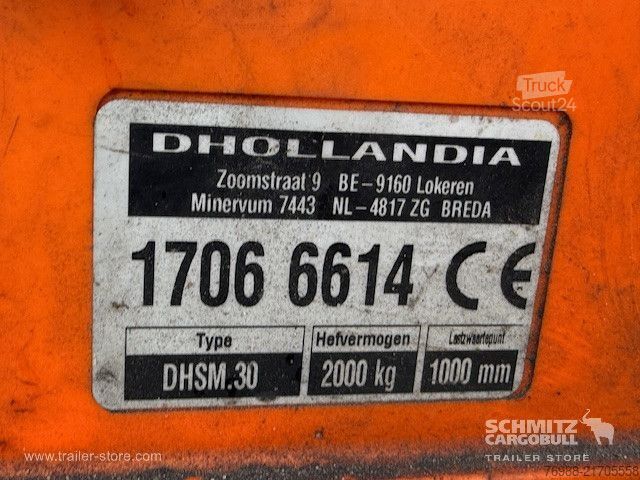 Truck
Scout24
DHOLLANDIA
Zoomstraat 9 BE-9160 Lokeren
Minervum 7443 NL-4817 ZG BREDA
1706 6614 CE
Type Hefvermogen Lastzwaartepunt
DHSM.30 2000 kg 1000 mm
SCHMITZ
CARGOBULL
TRAILER STORE
www.trailer-store.com
76988-21705558